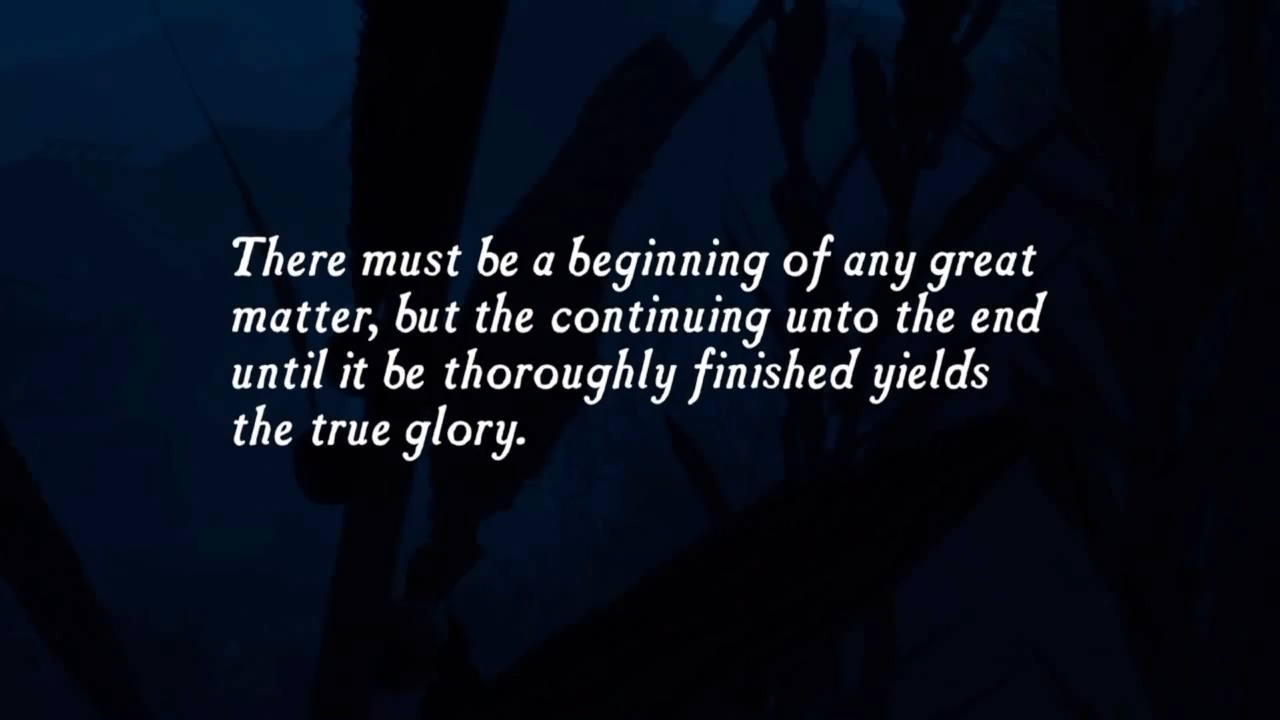 There must be a beginning of any great
matter, but the continuing unto the end
until it be thoroughly finished yields
the true glory.